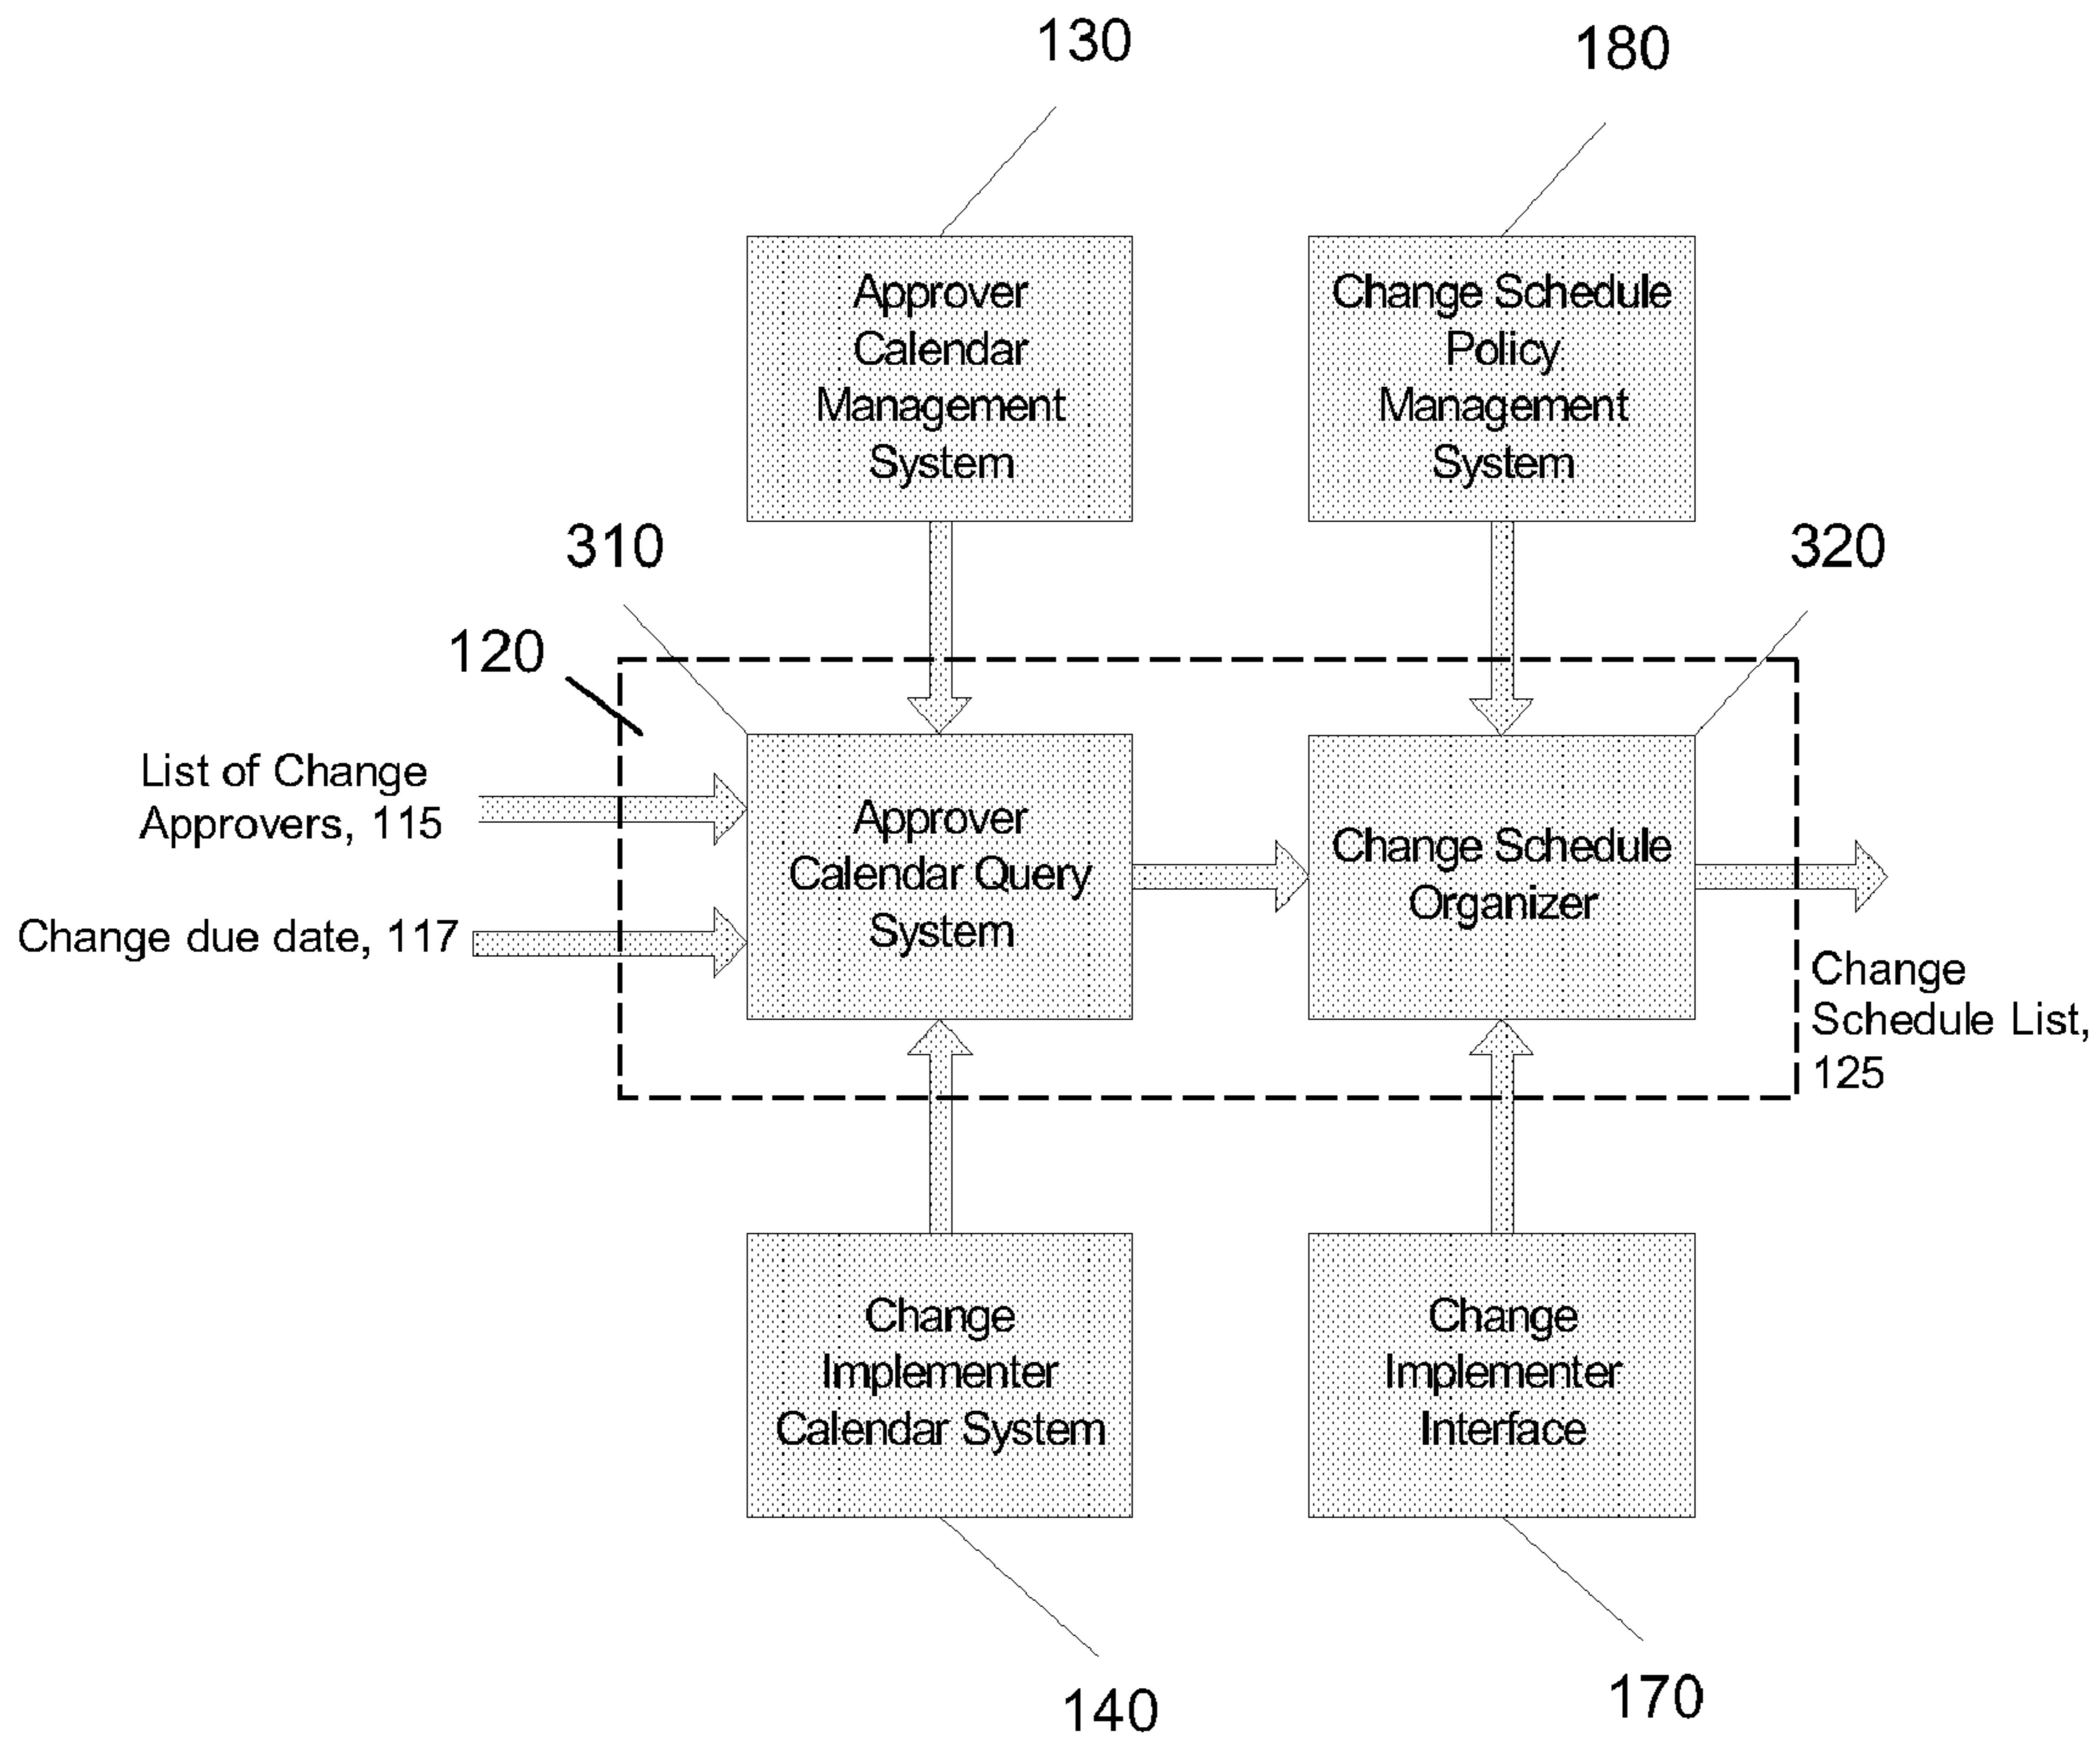 130
180
Approver
Calendar
Management
System
Change Schedule
Policy
Management
System
310
320
120
List of Change
Approvers, 115
Change due date, 117
Approver
Calendar Query
System
Change Schedule
Organizer
Change
Schedule List,
125
Change
Implementer
Calendar System
Change
Implementer
Interface
140
170